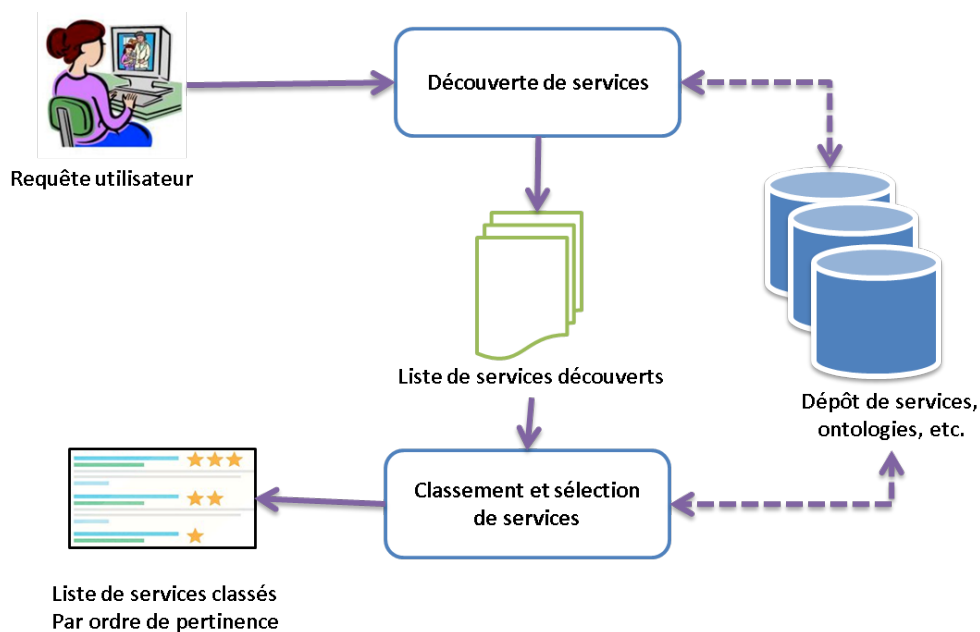 Découverte de services
Requête utilisateur
Liste de services découverts
Dépôt de services,
ontologies, etc.
Classement et sélection
de services
Liste de services classés
Par ordre de pertinence